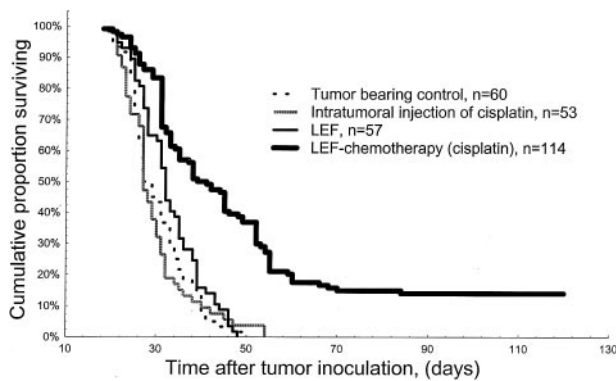 Cumulative proportion surviving
100%
90%
80%
70%
60%
50%
40%
30%
20%
10%
0%
Tumor bearing control, n=60
Intratumoral injection of cisplatin, n=53
LEF, n=57
LEF-chemotherapy (cisplatin), n=114
10 30 50 70 90 110 130
Time after tumor inoculation, (days)